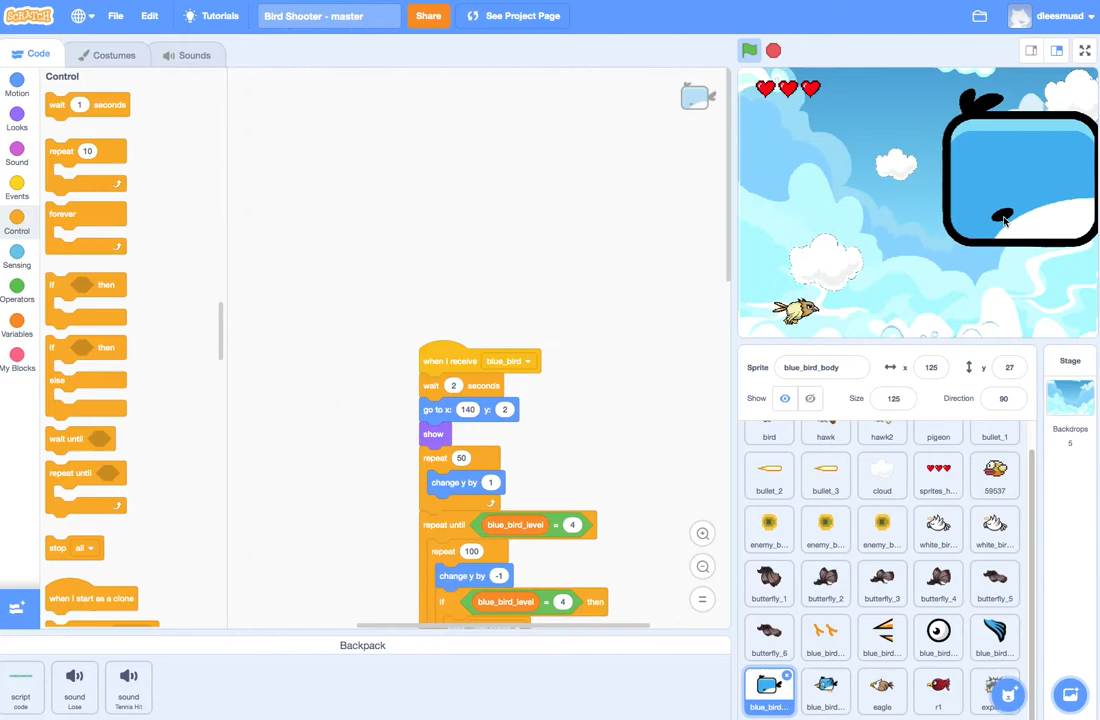 SCRATCH File Edit Tutorials Bird Shooter - master Share See Project Page dleesmusd
Code Costumes Sounds
Motion
Looks
Sound
Events
Control
Sensing
Operators
Variables
My Blocks
Control
wait 1 seconds
repeat 10
forever
if then
if then
else
wait until
repeat until
stop all
when I start as a clone
when I receive blue_bird
wait 2 seconds
go to x: 140 y: 2
show
repeat 50
change y by 1
repeat until blue_bird_level = 4
repeat 100
change y by -1
if blue_bird_level = 4 then
Sprite blue_bird_body x 125 y 27
Show Size 125 Direction 90
Stage
Backdrops
5
bird hawk hawk2 pigeon bullet_1
bullet_2 bullet_3 cloud sprites_h... 59537
enemy_b... enemy_b... enemy_b... white_bir... white_bir...
butterfly_1 butterfly_2 butterfly_3 butterfly_4 butterfly_5
butterfly_6 blue_bird... blue_bird... blue_bird... blue_bird...
blue_bird... blue_bird... eagle r1
Backpack
script
code
sound
Lose
sound
Tennis Hit